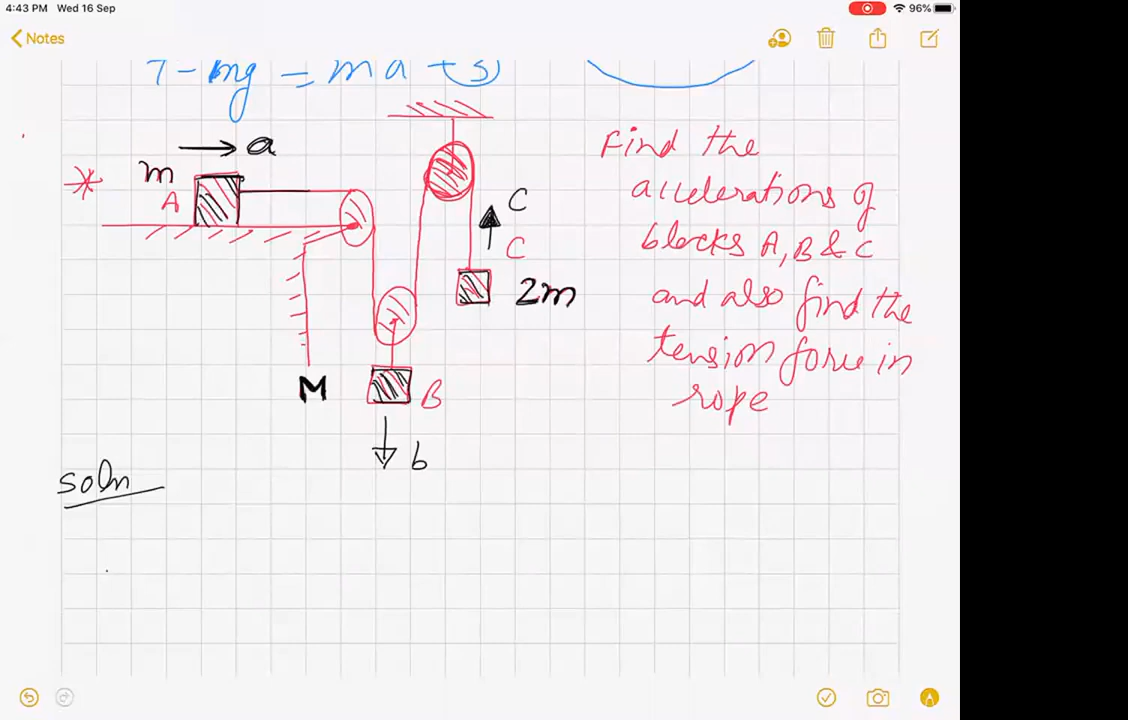 4:43 PM Wed 16 Sep
96%
Notes
T - mg = ma - (5)
a
m
A
*
C
C
2m
M
B
b
Find the
accelerations of
blocks A, B & C
and also find the
tension force in
rope
Soln